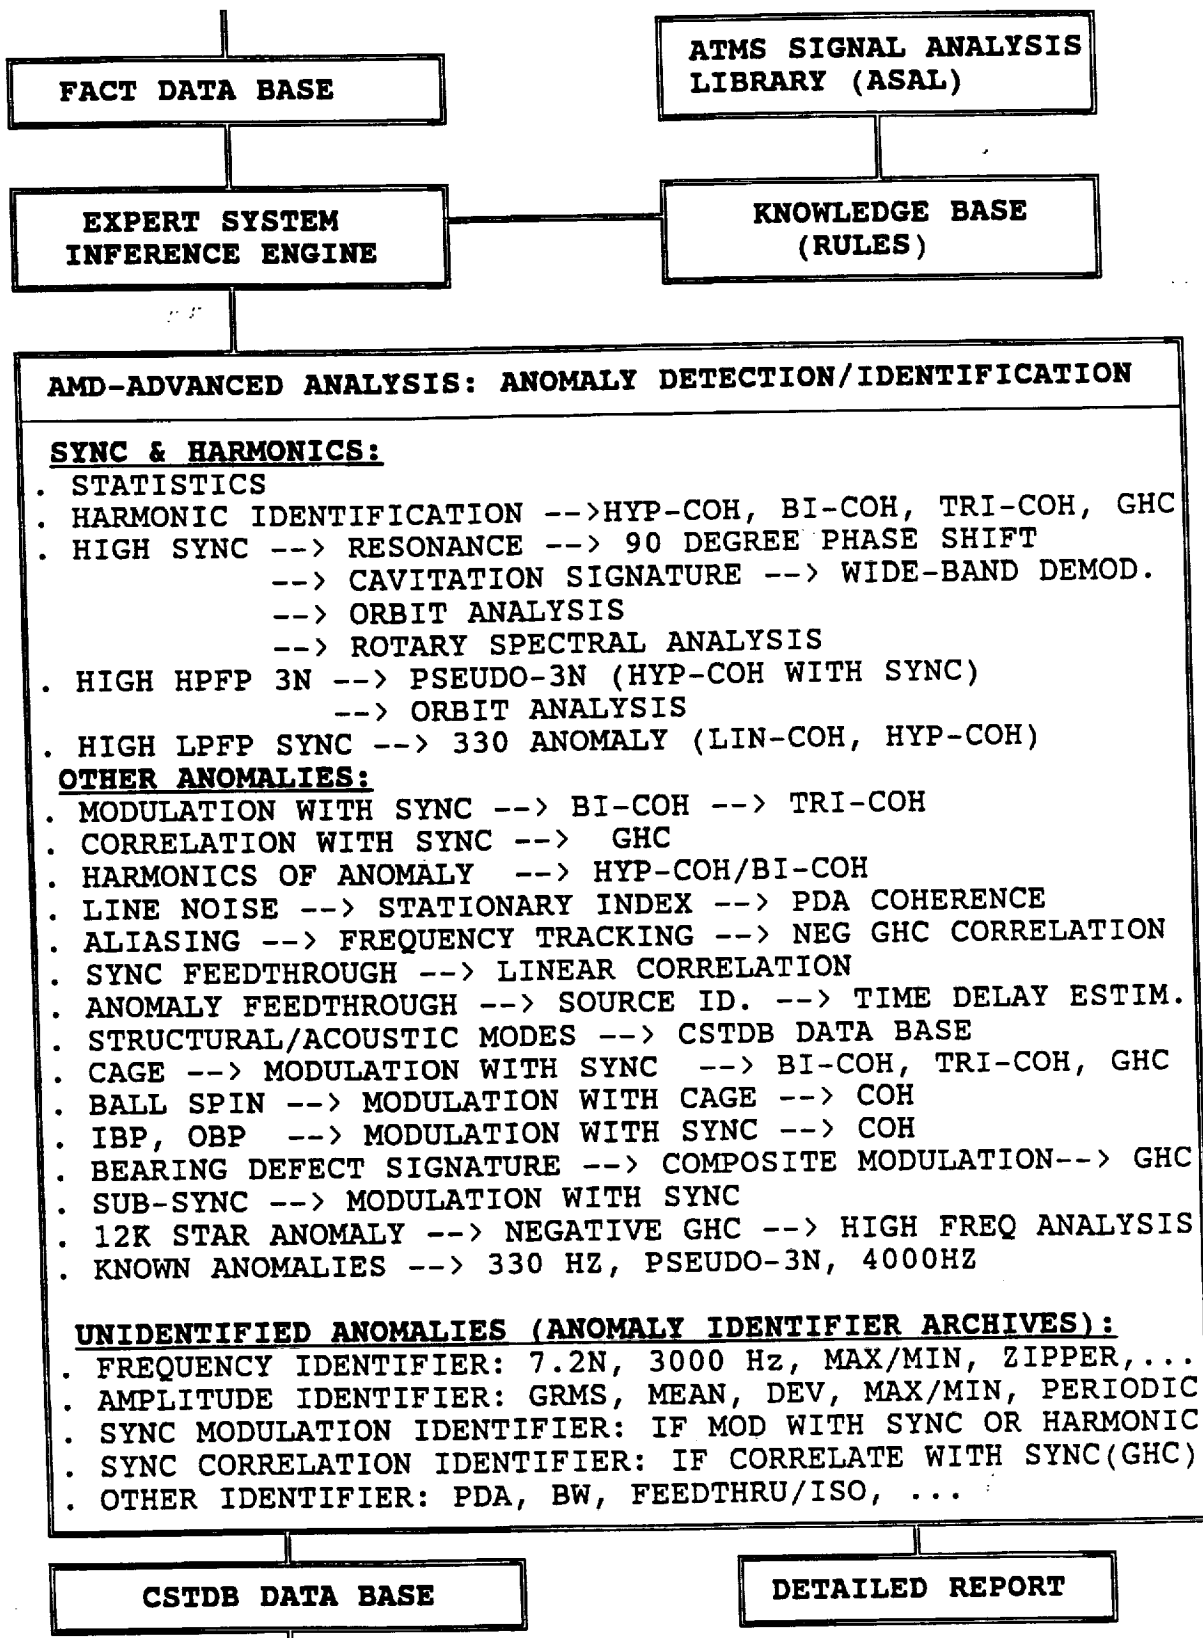 FACT DATA BASE
ATMS SIGNAL ANALYSIS
LIBRARY (ASAL)
EXPERT SYSTEM
INFERENCE ENGINE
KNOWLEDGE BASE
(RULES)
AMD-ADVANCED ANALYSIS: ANOMALY DETECTION/IDENTIFICATION
SYNC & HARMONICS:
. STATISTICS
. HARMONIC IDENTIFICATION -->HYP-COH, BI-COH, TRI-COH, GHC
. HIGH SYNC --> RESONANCE --> 90 DEGREE PHASE SHIFT
--> CAVITATION SIGNATURE --> WIDE-BAND DEMOD.
--> ORBIT ANALYSIS
--> ROTARY SPECTRAL ANALYSIS
. HIGH HPFP 3N --> PSEUDO-3N (HYP-COH WITH SYNC)
--> ORBIT ANALYSIS
. HIGH LPFP SYNC --> 330 ANOMALY (LIN-COH, HYP-COH)
OTHER ANOMALIES:
. MODULATION WITH SYNC --> BI-COH --> TRI-COH
. CORRELATION WITH SYNC --> GHC
. HARMONICS OF ANOMALY --> HYP-COH/BI-COH
. LINE NOISE --> STATIONARY INDEX --> PDA COHERENCE
. ALIASING --> FREQUENCY TRACKING --> NEG GHC CORRELATION
. SYNC FEEDTHROUGH --> LINEAR CORRELATION
. ANOMALY FEEDTHROUGH --> SOURCE ID. --> TIME DELAY ESTIM.
. STRUCTURAL/ACOUSTIC MODES --> CSTDB DATA BASE
. CAGE --> MODULATION WITH SYNC --> BI-COH, TRI-COH, GHC
. BALL SPIN --> MODULATION WITH CAGE --> COH
. IBP, OBP --> MODULATION WITH SYNC --> COH
. BEARING DEFECT SIGNATURE --> COMPOSITE MODULATION--> GHC
. SUB-SYNC --> MODULATION WITH SYNC
. 12K STAR ANOMALY --> NEGATIVE GHC --> HIGH FREQ ANALYSIS
. KNOWN ANOMALIES --> 330 HZ, PSEUDO-3N, 4000HZ
UNIDENTIFIED ANOMALIES (ANOMALY IDENTIFIER ARCHIVES):
. FREQUENCY IDENTIFIER: 7.2N, 3000 Hz, MAX/MIN, ZIPPER,...
. AMPLITUDE IDENTIFIER: GRMS, MEAN, DEV, MAX/MIN, PERIODIC
. SYNC MODULATION IDENTIFIER: IF MOD WITH SYNC OR HARMONIC
. SYNC CORRELATION IDENTIFIER: IF CORRELATE WITH SYNC(GHC)
. OTHER IDENTIFIER: PDA, BW, FEEDTHRU/ISO, ...
CSTDB DATA BASE
DETAILED REPORT